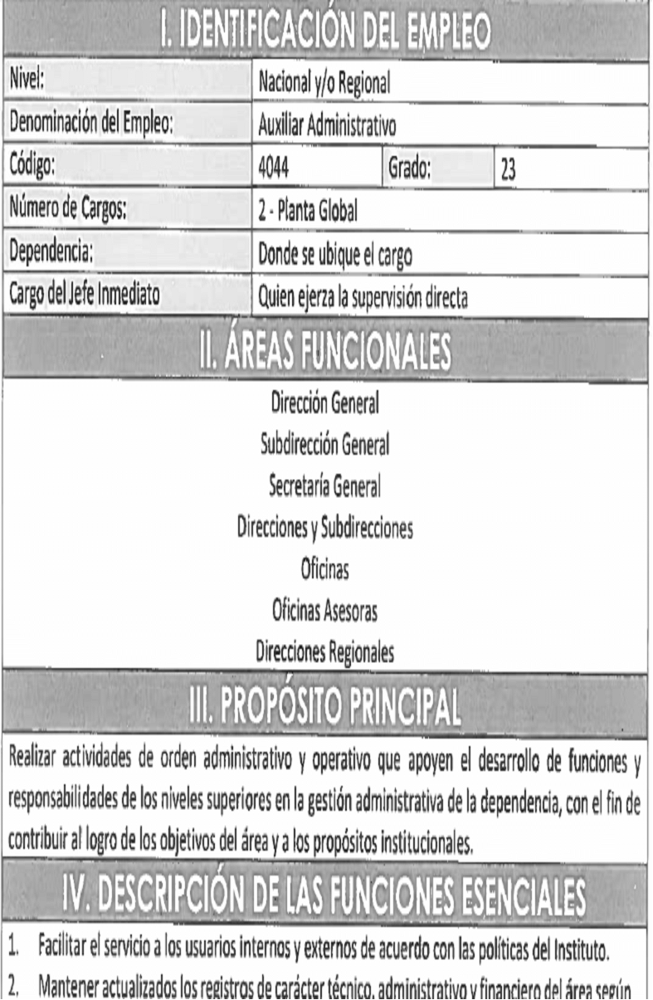 I. IDENTIFICACIÓN DEL EMPLEO
Nivel: Nacional y/o Regional
Denominación del Empleo: Auxiliar Administrativo
Código: 4044 Grado: 23
Número de Cargos: 2 - Planta Global
Dependencia: Donde se ubique el cargo
Cargo del Jefe Inmediato Quien ejerza la supervisión directa
II. ÁREAS FUNCIONALES
Dirección General
Subdirección General
Secretaría General
Direcciones y Subdirecciones
Oficinas
Oficinas Asesoras
Direcciones Regionales
III. PROPÓSITO PRINCIPAL
Realizar actividades de orden administrativo y operativo que apoyen el desarrollo de funciones y
responsabilidades de los niveles superiores en la gestión administrativa de la dependencia, con el fin de
contribuir al logro de los objetivos del área y a los propósitos institucionales.
IV. DESCRIPCIÓN DE LAS FUNCIONES ESENCIALES
1. Facilitar el servicio a los usuarios internos y externos de acuerdo con las políticas del Instituto.
2. Mantener actualizados los registros de carácter técnico, administrativo y financiero del área según